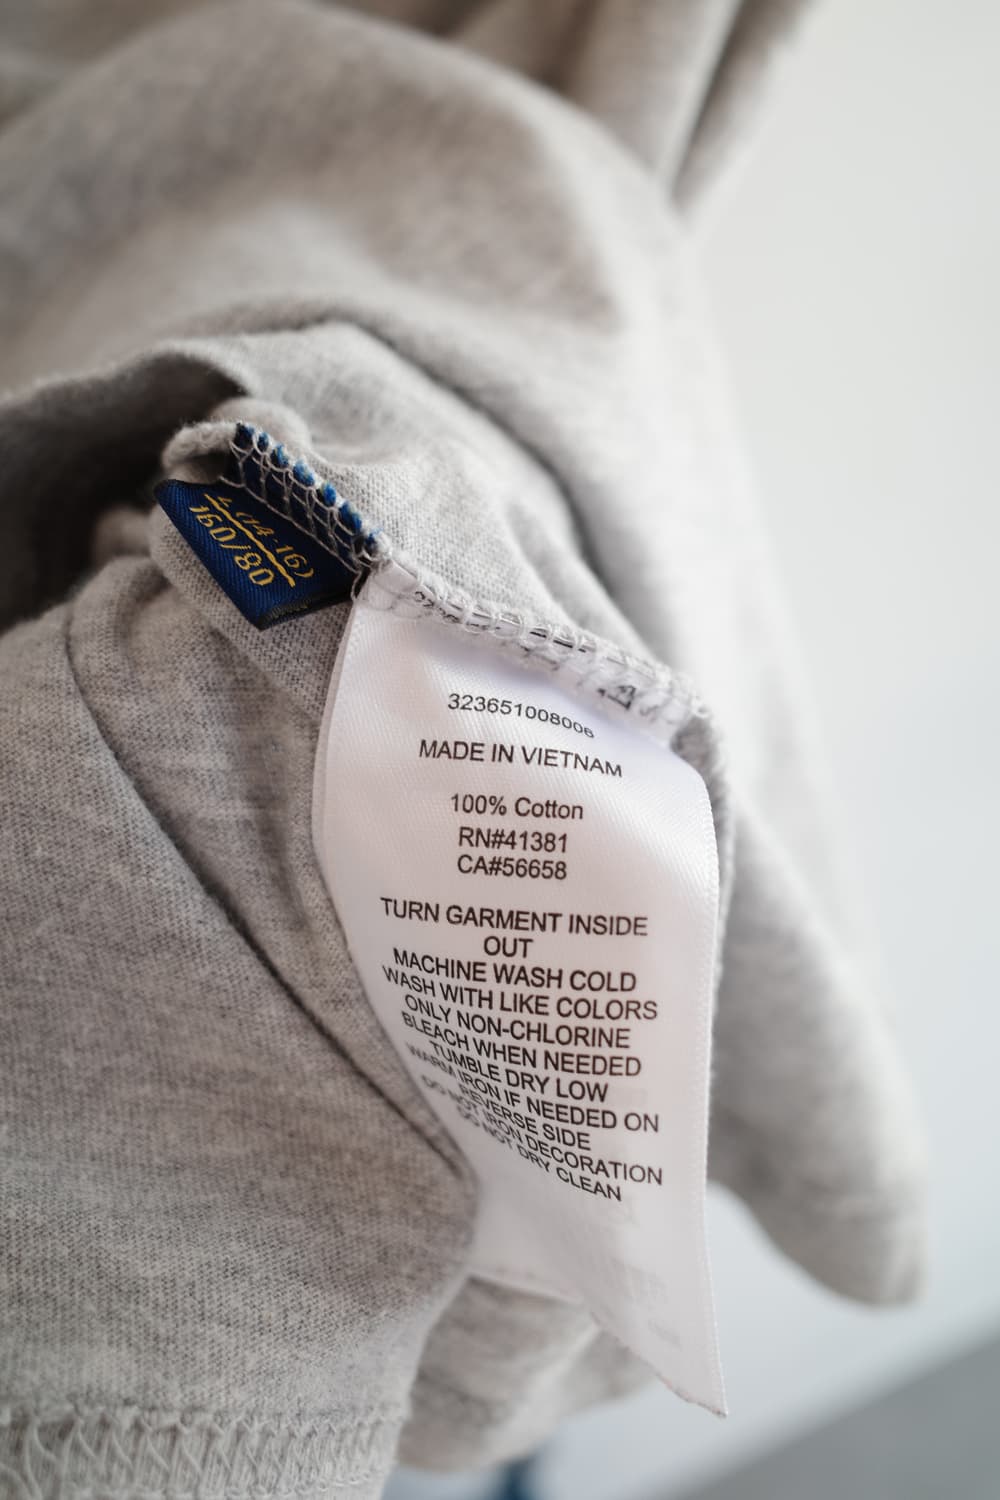 L (14-16)
160/80
323651008006
MADE IN VIETNAM
100% Cotton
RN#41381
CA#56658
TURN GARMENT INSIDE
OUT
MACHINE WASH COLD
WASH WITH LIKE COLORS
ONLY NON-CHLORINE
BLEACH WHEN NEEDED
TUMBLE DRY LOW
WARM IRON IF NEEDED ON
REVERSE SIDE
DO NOT IRON DECORATION
DO NOT DRY CLEAN